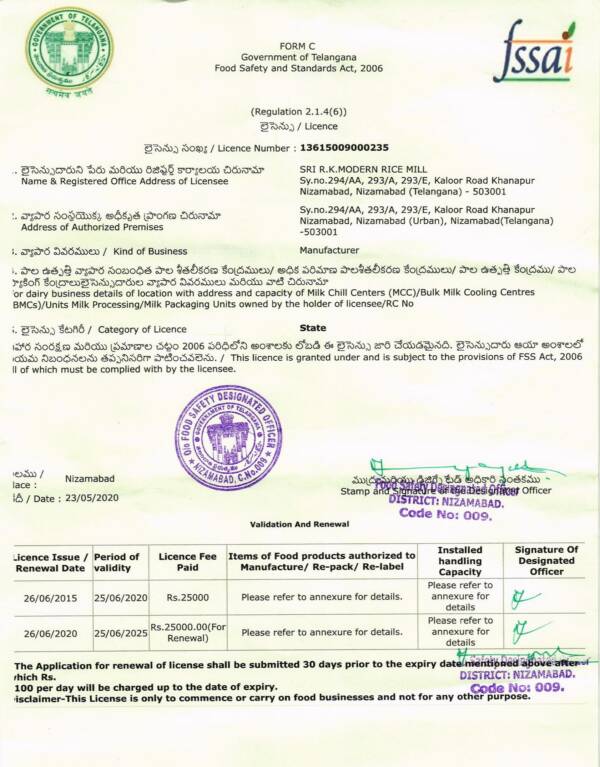 GOVERNMENT OF TELANGANA
सत्यमेव जयते
fssai
FORM C
Government of Telangana
Food Safety and Standards Act, 2006
(Regulation 2.1.4(6))
లైసెన్సు / Licence
లైసెన్సు సంఖ్య / Licence Number : 13615009000235
. లైసెన్సుదారుని పేరు మరియు రిజిస్టర్డ్ కార్యాలయ చిరునామా
Name & Registered Office Address of Licensee
SRI R.K.MODERN RICE MILL
Sy.no.294/AA, 293/A, 293/E, Kaloor Road Khanapur
Nizamabad, Nizamabad (Telangana) - 503001
. వ్యాపార సంస్థయొక్క అధీకృత ప్రాంగణ చిరునామా
Address of Authorized Premises
Sy.no.294/AA, 293/A, 293/E, Kaloor Road Khanapur
Nizamabad, Nizamabad (Urban), Nizamabad(Telangana)
-503001
. వ్యాపార వివరములు / Kind of Business
Manufacturer
. పాల ఉత్పత్తి వ్యాపార సంబంధిత పాల శీతలీకరణ కేంద్రములు/ అధిక పరిమాణ పాలశీతలీకరణ కేంద్రములు/ పాల ఉత్పత్తి కేంద్రము/ పాల
ప్యాకింగ్ కేంద్రాలులైసెన్సుదారుల వ్యాపార వివరములు మరియు వాటి చిరునామా
or dairy business details of location with address and capacity of Milk Chill Centers (MCC)/Bulk Milk Cooling Centres
BMCs)/Units Milk Processing/Milk Packaging Units owned by the holder of licensee/RC No
. లైసెన్సు కేటగిరీ / Category of Licence
State
హార సంరక్షణ మరియు ప్రమాణాల చట్టం 2006 పరిధిలోని అంశాలకు లోబడి ఈ లైసెన్సు జారి చేయడమైనది. లైసెన్సుదారు ఆయా అంశాలలో
యమ నిబంధనలను తప్పనిసరిగా పాటించవలెను. / This licence is granted under and is subject to the provisions of FSS Act, 2006
ll of which must be complied with by the licensee.
O/o FOOD SAFETY DESIGNATED OFFICER
GOVERNMENT OF TELANGANA
NIZAMABAD, C.No.009.
లము /
lace :
Nizamabad
దీ / Date : 23/05/2020
Stamp and Signature of the Designated Officer
Food Safety Designated Officer
DISTRICT: NIZAMABAD.
Code No: 009.
Validation And Renewal
Licence Issue / Renewal Date Period of validity Licence Fee Paid Items of Food products authorized to Manufacture/ Re-pack/ Re-label Installed handling Capacity Signature Of Designated Officer
26/06/2015 25/06/2020 Rs.25000 Please refer to annexure for details. Please refer to annexure for details
26/06/2020 25/06/2025 Rs.25000.00(For Renewal) Please refer to annexure for details. Please refer to annexure for details
The Application for renewal of license shall be submitted 30 days prior to the expiry date mentioned above after
hich Rs.
100 per day will be charged up to the date of expiry.
isclaimer-This License is only to commence or carry on food businesses and not for any other purpose.
DISTRICT: NIZAMABAD.
Code No: 009.